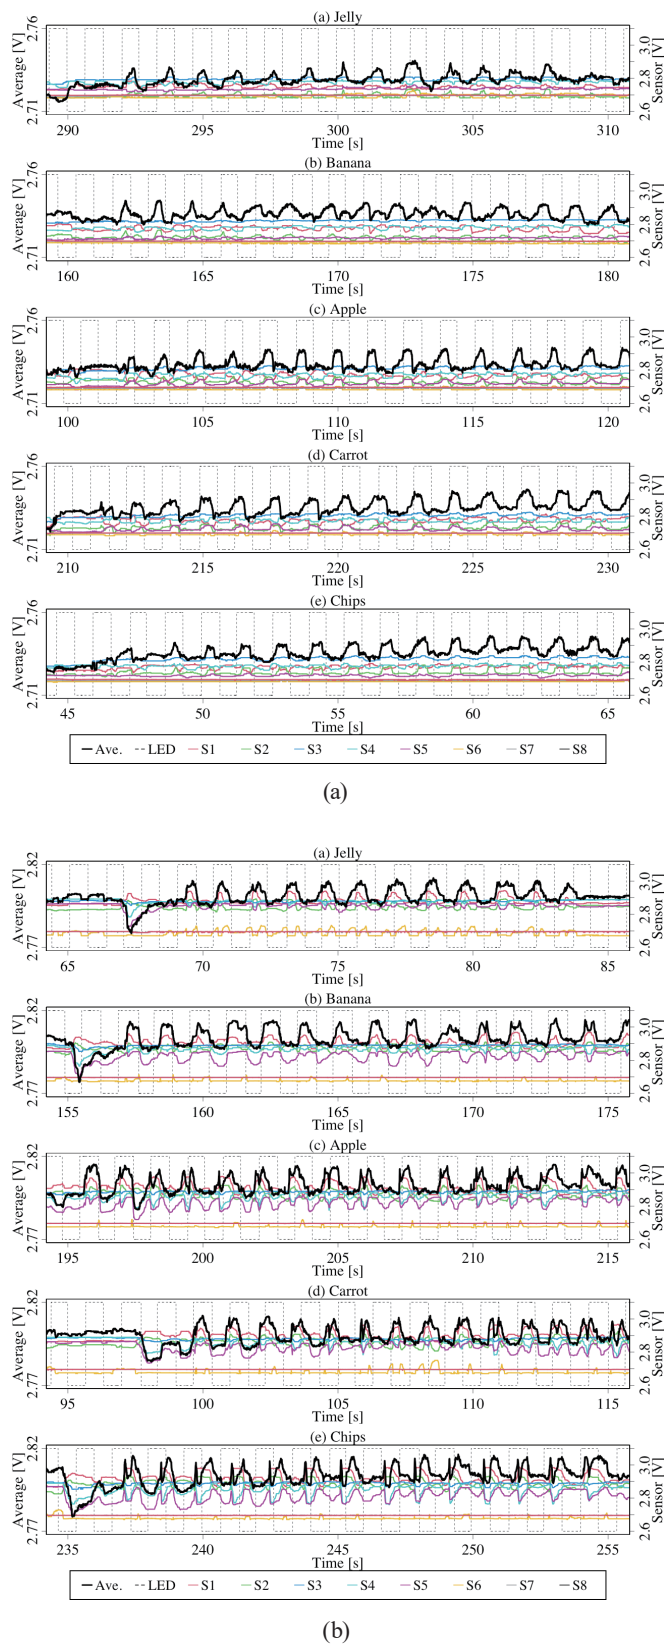 (a) Jelly
2.76
2.71
Average [V]
3.0
2.8
2.6
Sensor [V]
290 295 300 305 310
Time [s]
(b) Banana
2.76
2.71
Average [V]
3.0
2.8
2.6
Sensor [V]
160 165 170 175 180
Time [s]
(c) Apple
2.76
2.71
Average [V]
3.0
2.8
2.6
Sensor [V]
100 105 110 115 120
Time [s]
(d) Carrot
2.76
2.71
Average [V]
3.0
2.8
2.6
Sensor [V]
210 215 220 225 230
Time [s]
(e) Chips
2.76
2.71
Average [V]
3.0
2.8
2.6
Sensor [V]
45 50 55 60 65
Time [s]
Ave. LED S1 S2 S3 S4 S5 S6 S7 S8
(a)
(a) Jelly
2.82
2.77
Average [V]
3.0
2.8
2.6
Sensor [V]
65 70 75 80 85
Time [s]
(b) Banana
2.82
2.77
Average [V]
3.0
2.8
2.6
Sensor [V]
155 160 165 170 175
Time [s]
(c) Apple
2.82
2.77
Average [V]
3.0
2.8
2.6
Sensor [V]
195 200 205 210 215
Time [s]
(d) Carrot
2.82
2.77
Average [V]
3.0
2.8
2.6
Sensor [V]
95 100 105 110 115
Time [s]
(e) Chips
2.82
2.77
Average [V]
3.0
2.8
2.6
Sensor [V]
235 240 245 250 255
Time [s]
Ave. LED S1 S2 S3 S4 S5 S6 S7 S8
(b)